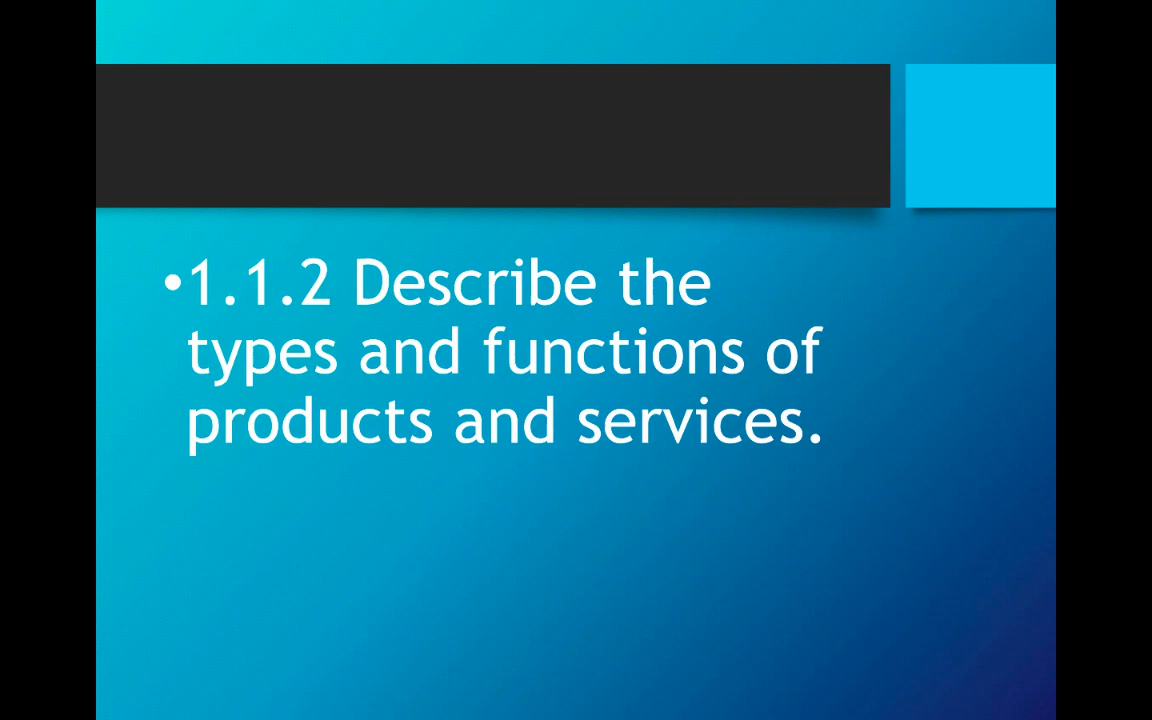 •1.1.2 Describe the
types and functions of
products and services.